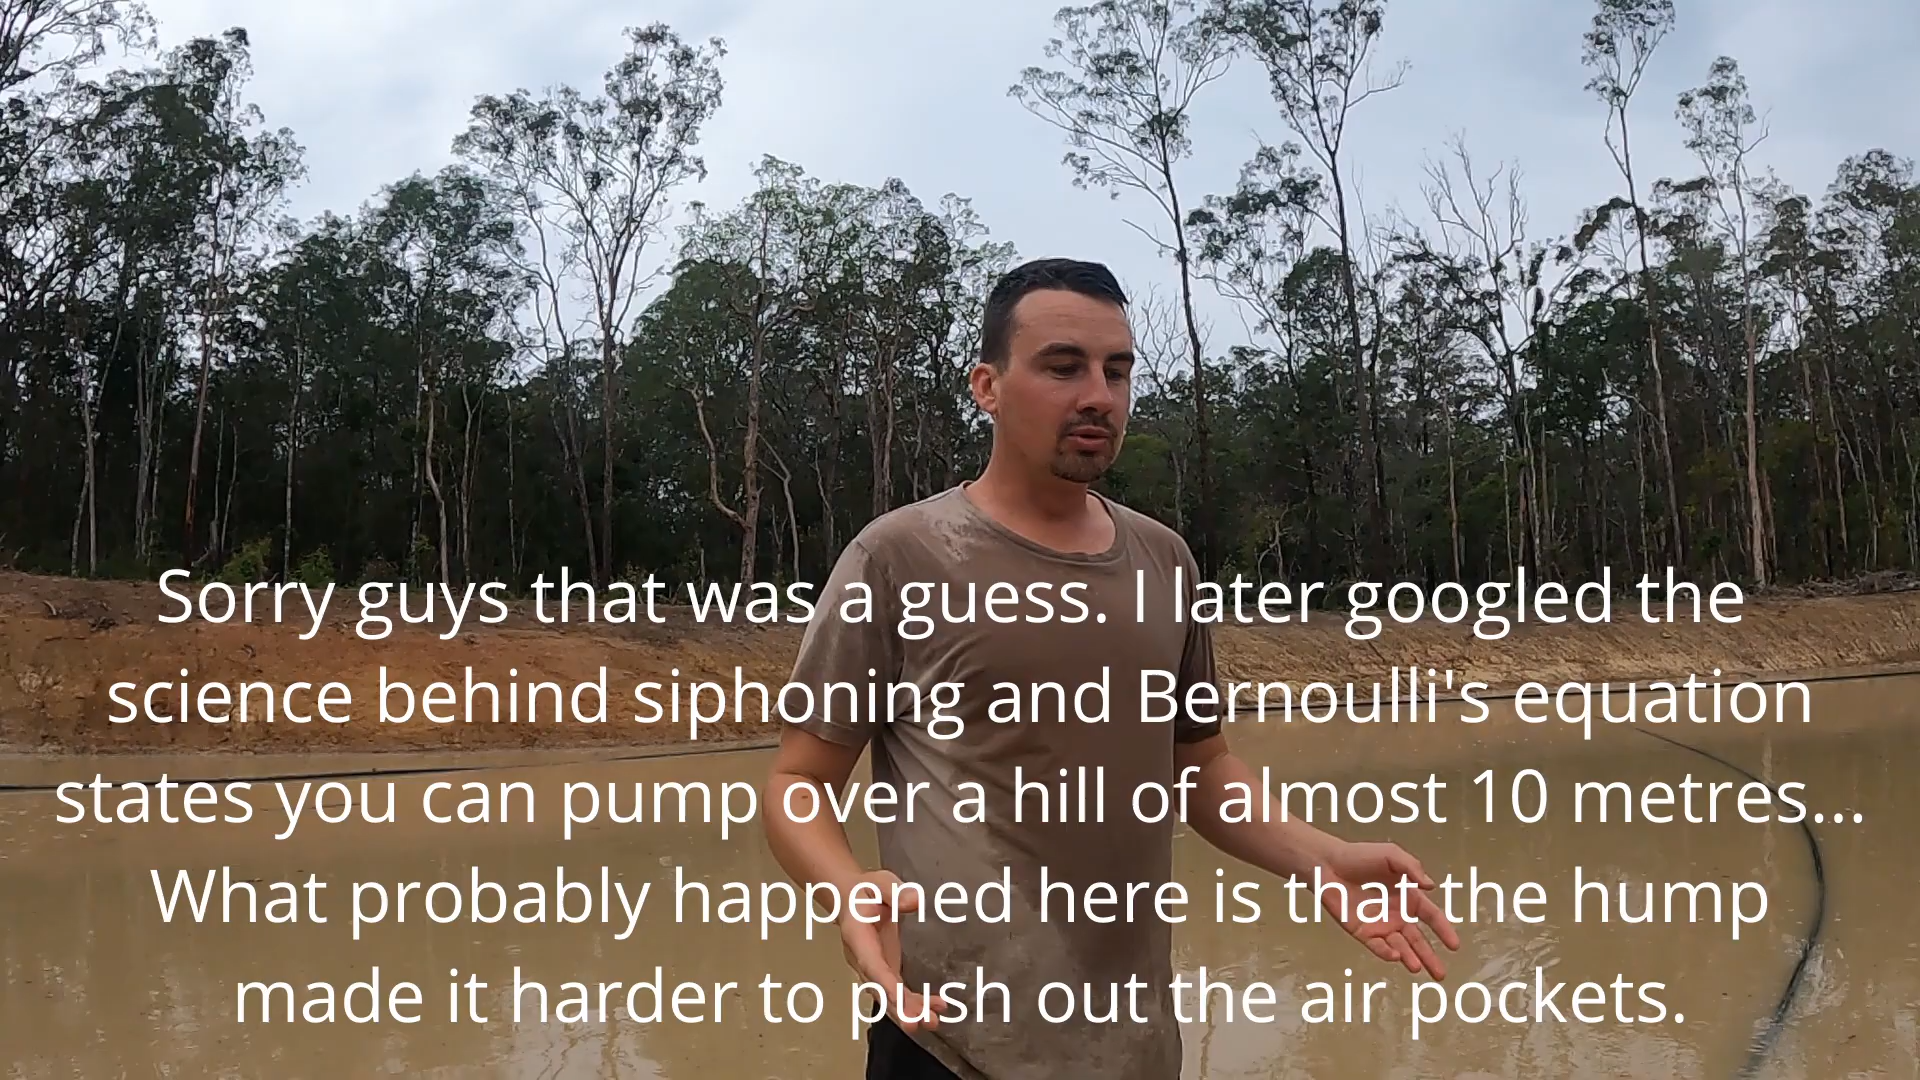 Sorry guys that was a guess. I later googled the
science behind siphoning and Bernoulli's equation
states you can pump over a hill of almost 10 metres...
What probably happened here is that the hump
made it harder to push out the air pockets.